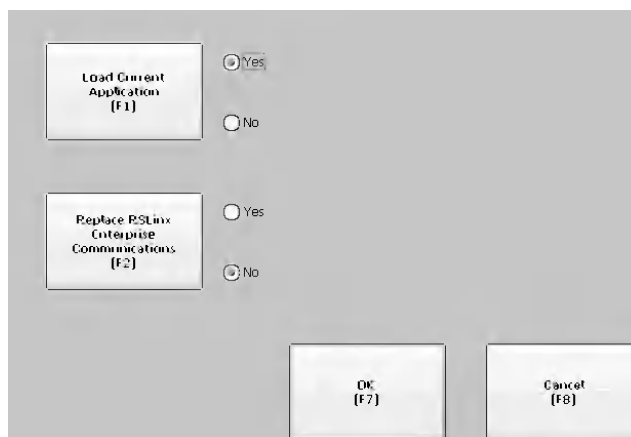 Load Current
Application
[F1]
Yes
No
Replace RSLinx
Enterprise
Communications
[F2]
Yes
No
OK
[F7]
Cancel
[F8]